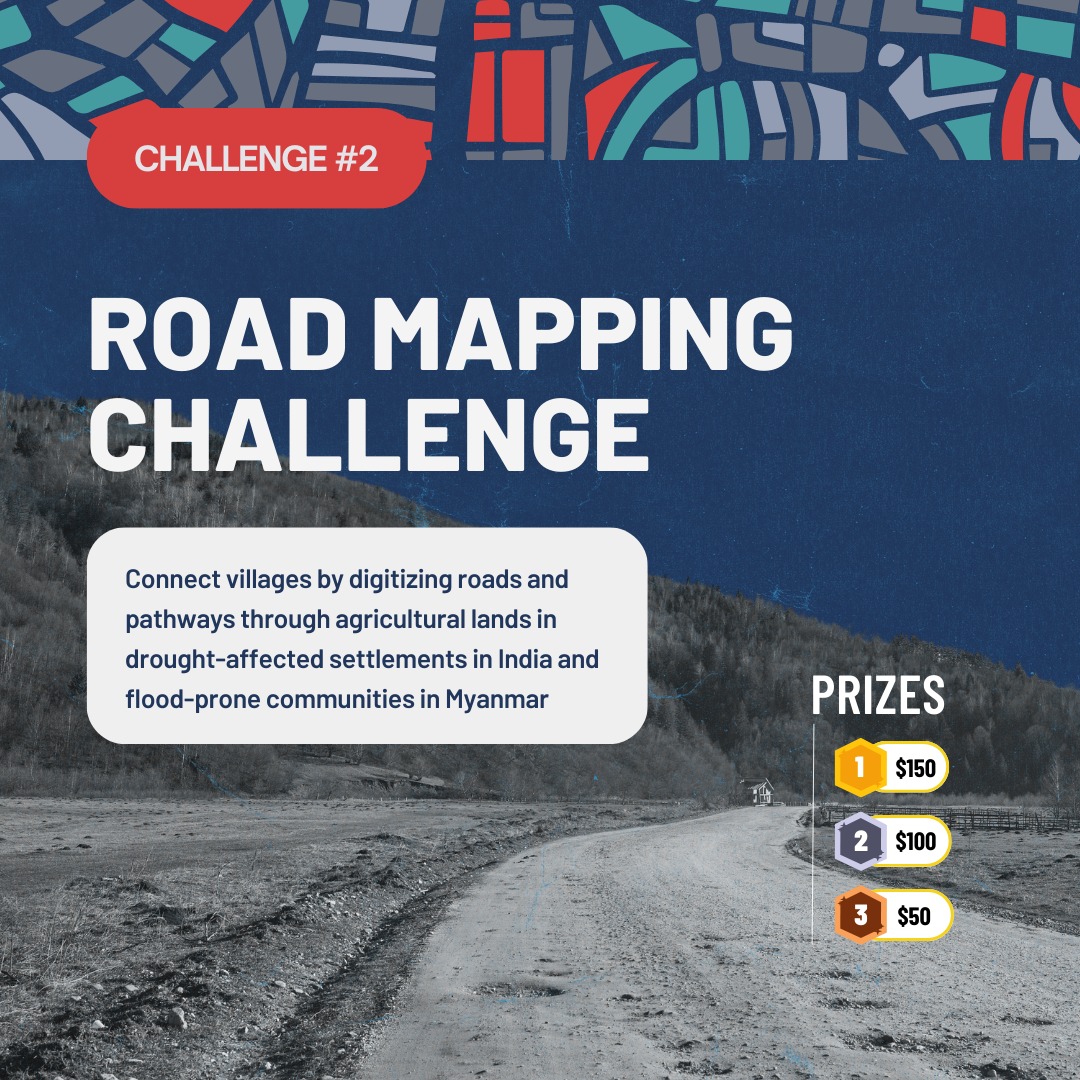 CHALLENGE #2
ROAD MAPPING
CHALLENGE
Connect villages by digitizing roads and
pathways through agricultural lands in
drought-affected settlements in India and
flood-prone communities in Myanmar
PRIZES
1 $150
2 $100
3 $50